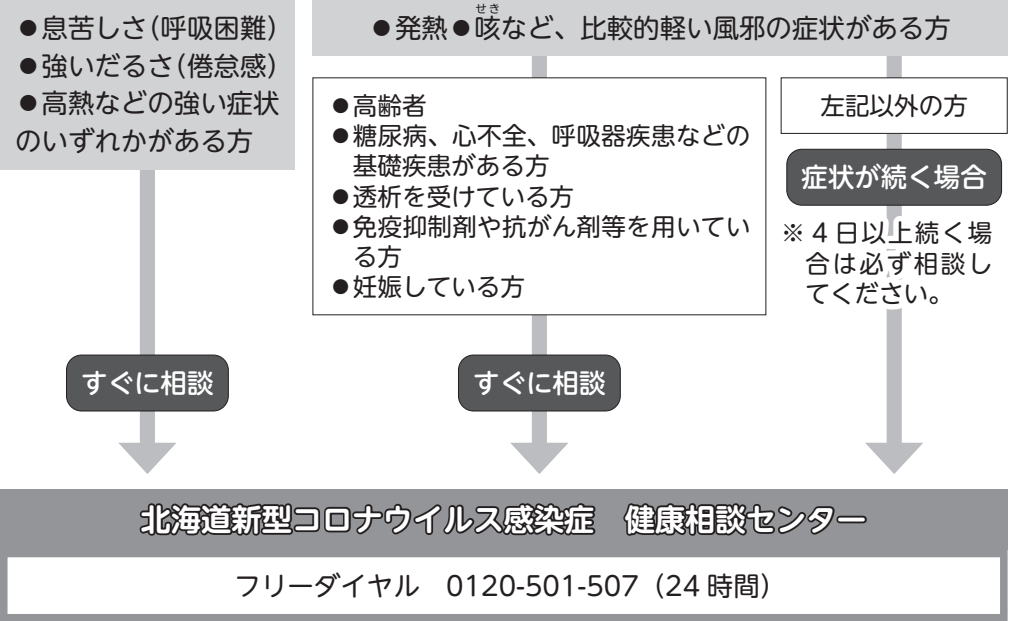 ●息苦しさ(呼吸困難)
●強いだるさ(倦怠感)
●高熱などの強い症状
のいずれかがある方
せき
●発熱●咳など、比較的軽い風邪の症状がある方
●高齢者
●糖尿病、心不全、呼吸器疾患などの
基礎疾患がある方
●透析を受けている方
●免疫抑制剤や抗がん剤等を用いてい
る方
●妊娠している方
左記以外の方
症状が続く場合
※4日以上続く場
合は必ず相談し
てください。
すぐに相談
すぐに相談
北海道新型コロナウイルス感染症　健康相談センター
フリーダイヤル　0120-501-507（24時間）